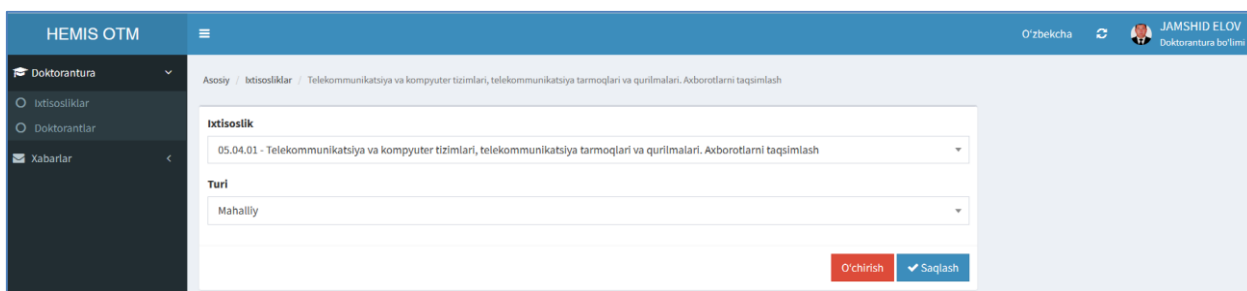 HEMIS OTM
O'zbekcha
JAMSHID ELOV
Doktorantura bo'limi
Doktorantura
Ixtisosliklar
Doktorantlar
Xabarlar
Asosiy / Ixtisosliklar / Telekommunikatsiya va kompyuter tizimlari, telekommunikatsiya tarmoqlari va qurilmalari. Axborotlarni taqsimlash
Ixtisoslik
05.04.01 - Telekommunikatsiya va kompyuter tizimlari, telekommunikatsiya tarmoqlari va qurilmalari. Axborotlarni taqsimlash
Turi
Mahalliy
O'chirish
Saqlash